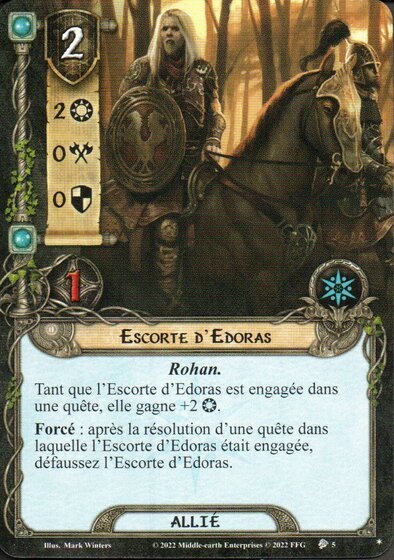 2
2
0
0
1
Escorte d'Edoras
Rohan.
Tant que l'Escorte d'Edoras est engagée dans
une quête, elle gagne +2 .
Forcé : après la résolution d'une quête dans
laquelle l'Escorte d'Edoras était engagée,
défaussez l'Escorte d'Edoras.
Allié
Illus. Mark Winters © 2022 Middle-earth Enterprises © 2022 FFG 5